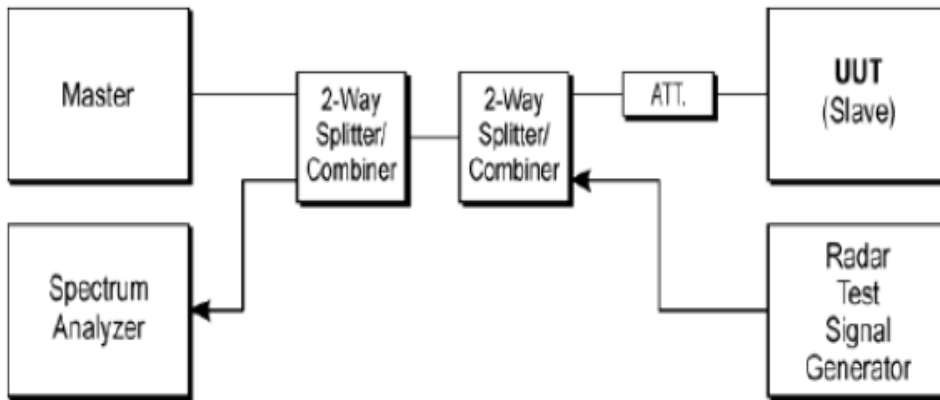 Master
2-Way
Splitter/
Combiner
2-Way
Splitter/
Combiner
ATT.
UUT
(Slave)
Spectrum
Analyzer
Radar
Test
Signal
Generator